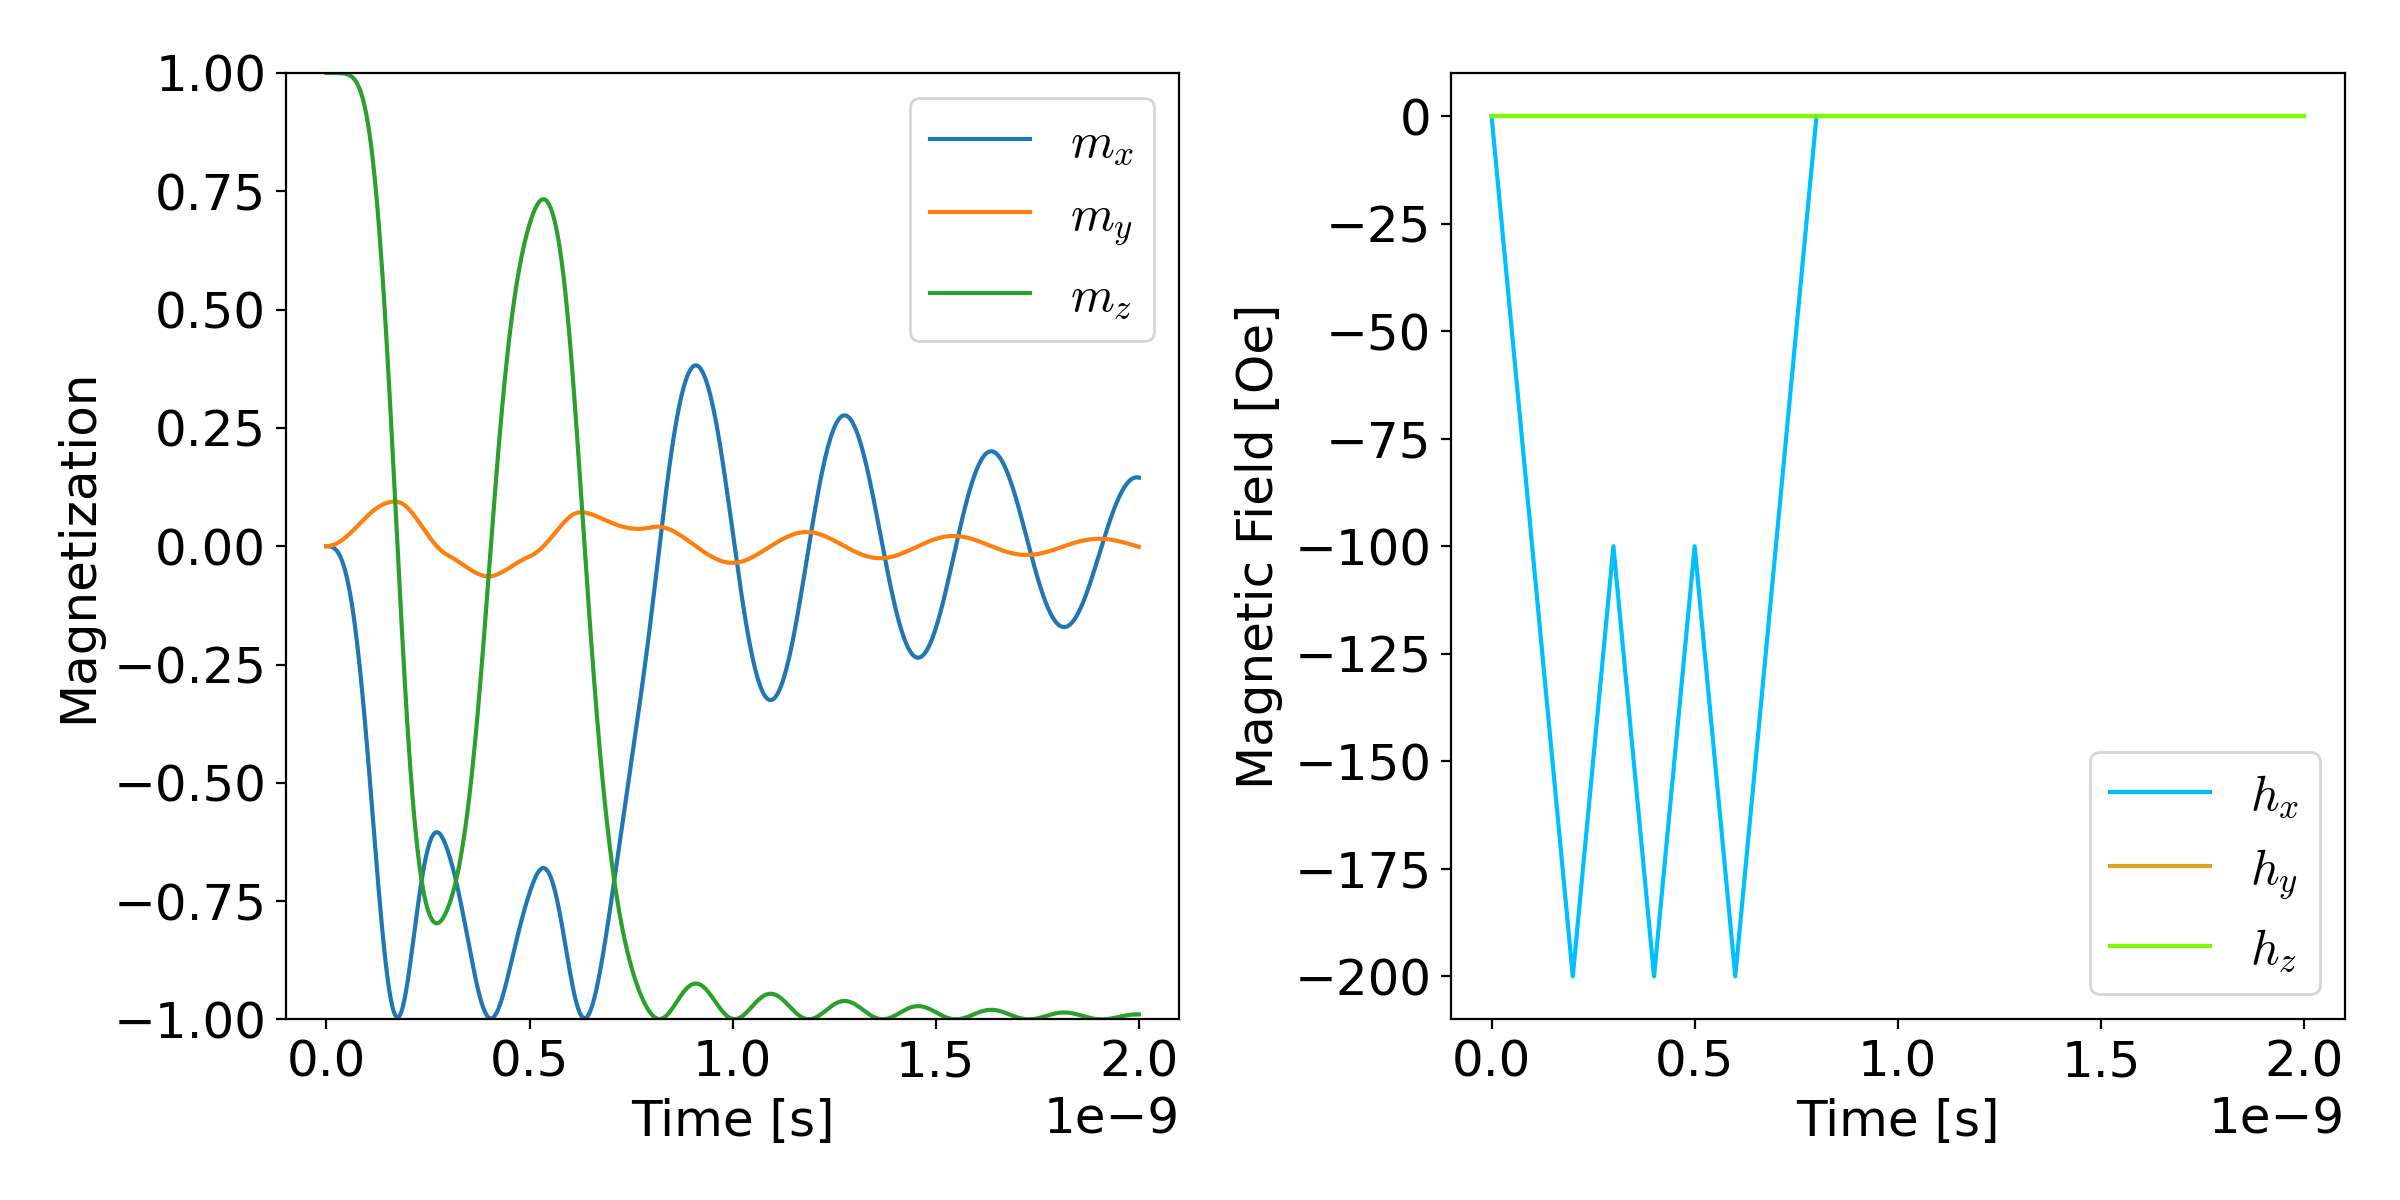 Magnetization
1.00
0.75
0.50
0.25
0.00
−0.25
−0.50
−0.75
−1.00
0.0 0.5 1.0 1.5 2.0
Time [s]
1e−9
m_x
m_y
m_z
Magnetic Field [Oe]
0
−25
−50
−75
−100
−125
−150
−175
−200
0.0 0.5 1.0 1.5 2.0
Time [s]
1e−9
h_x
h_y
h_z